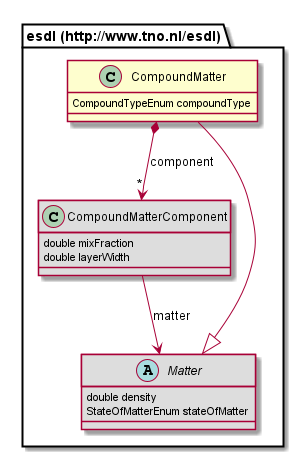 esdl (http://www.tno.nl/esdl)
C CompoundMatter
CompoundTypeEnum compoundType
component
*
C CompoundMatterComponent
double mixFraction
double layerWidth
matter
A Matter
double density
StateOfMatterEnum stateOfMatter